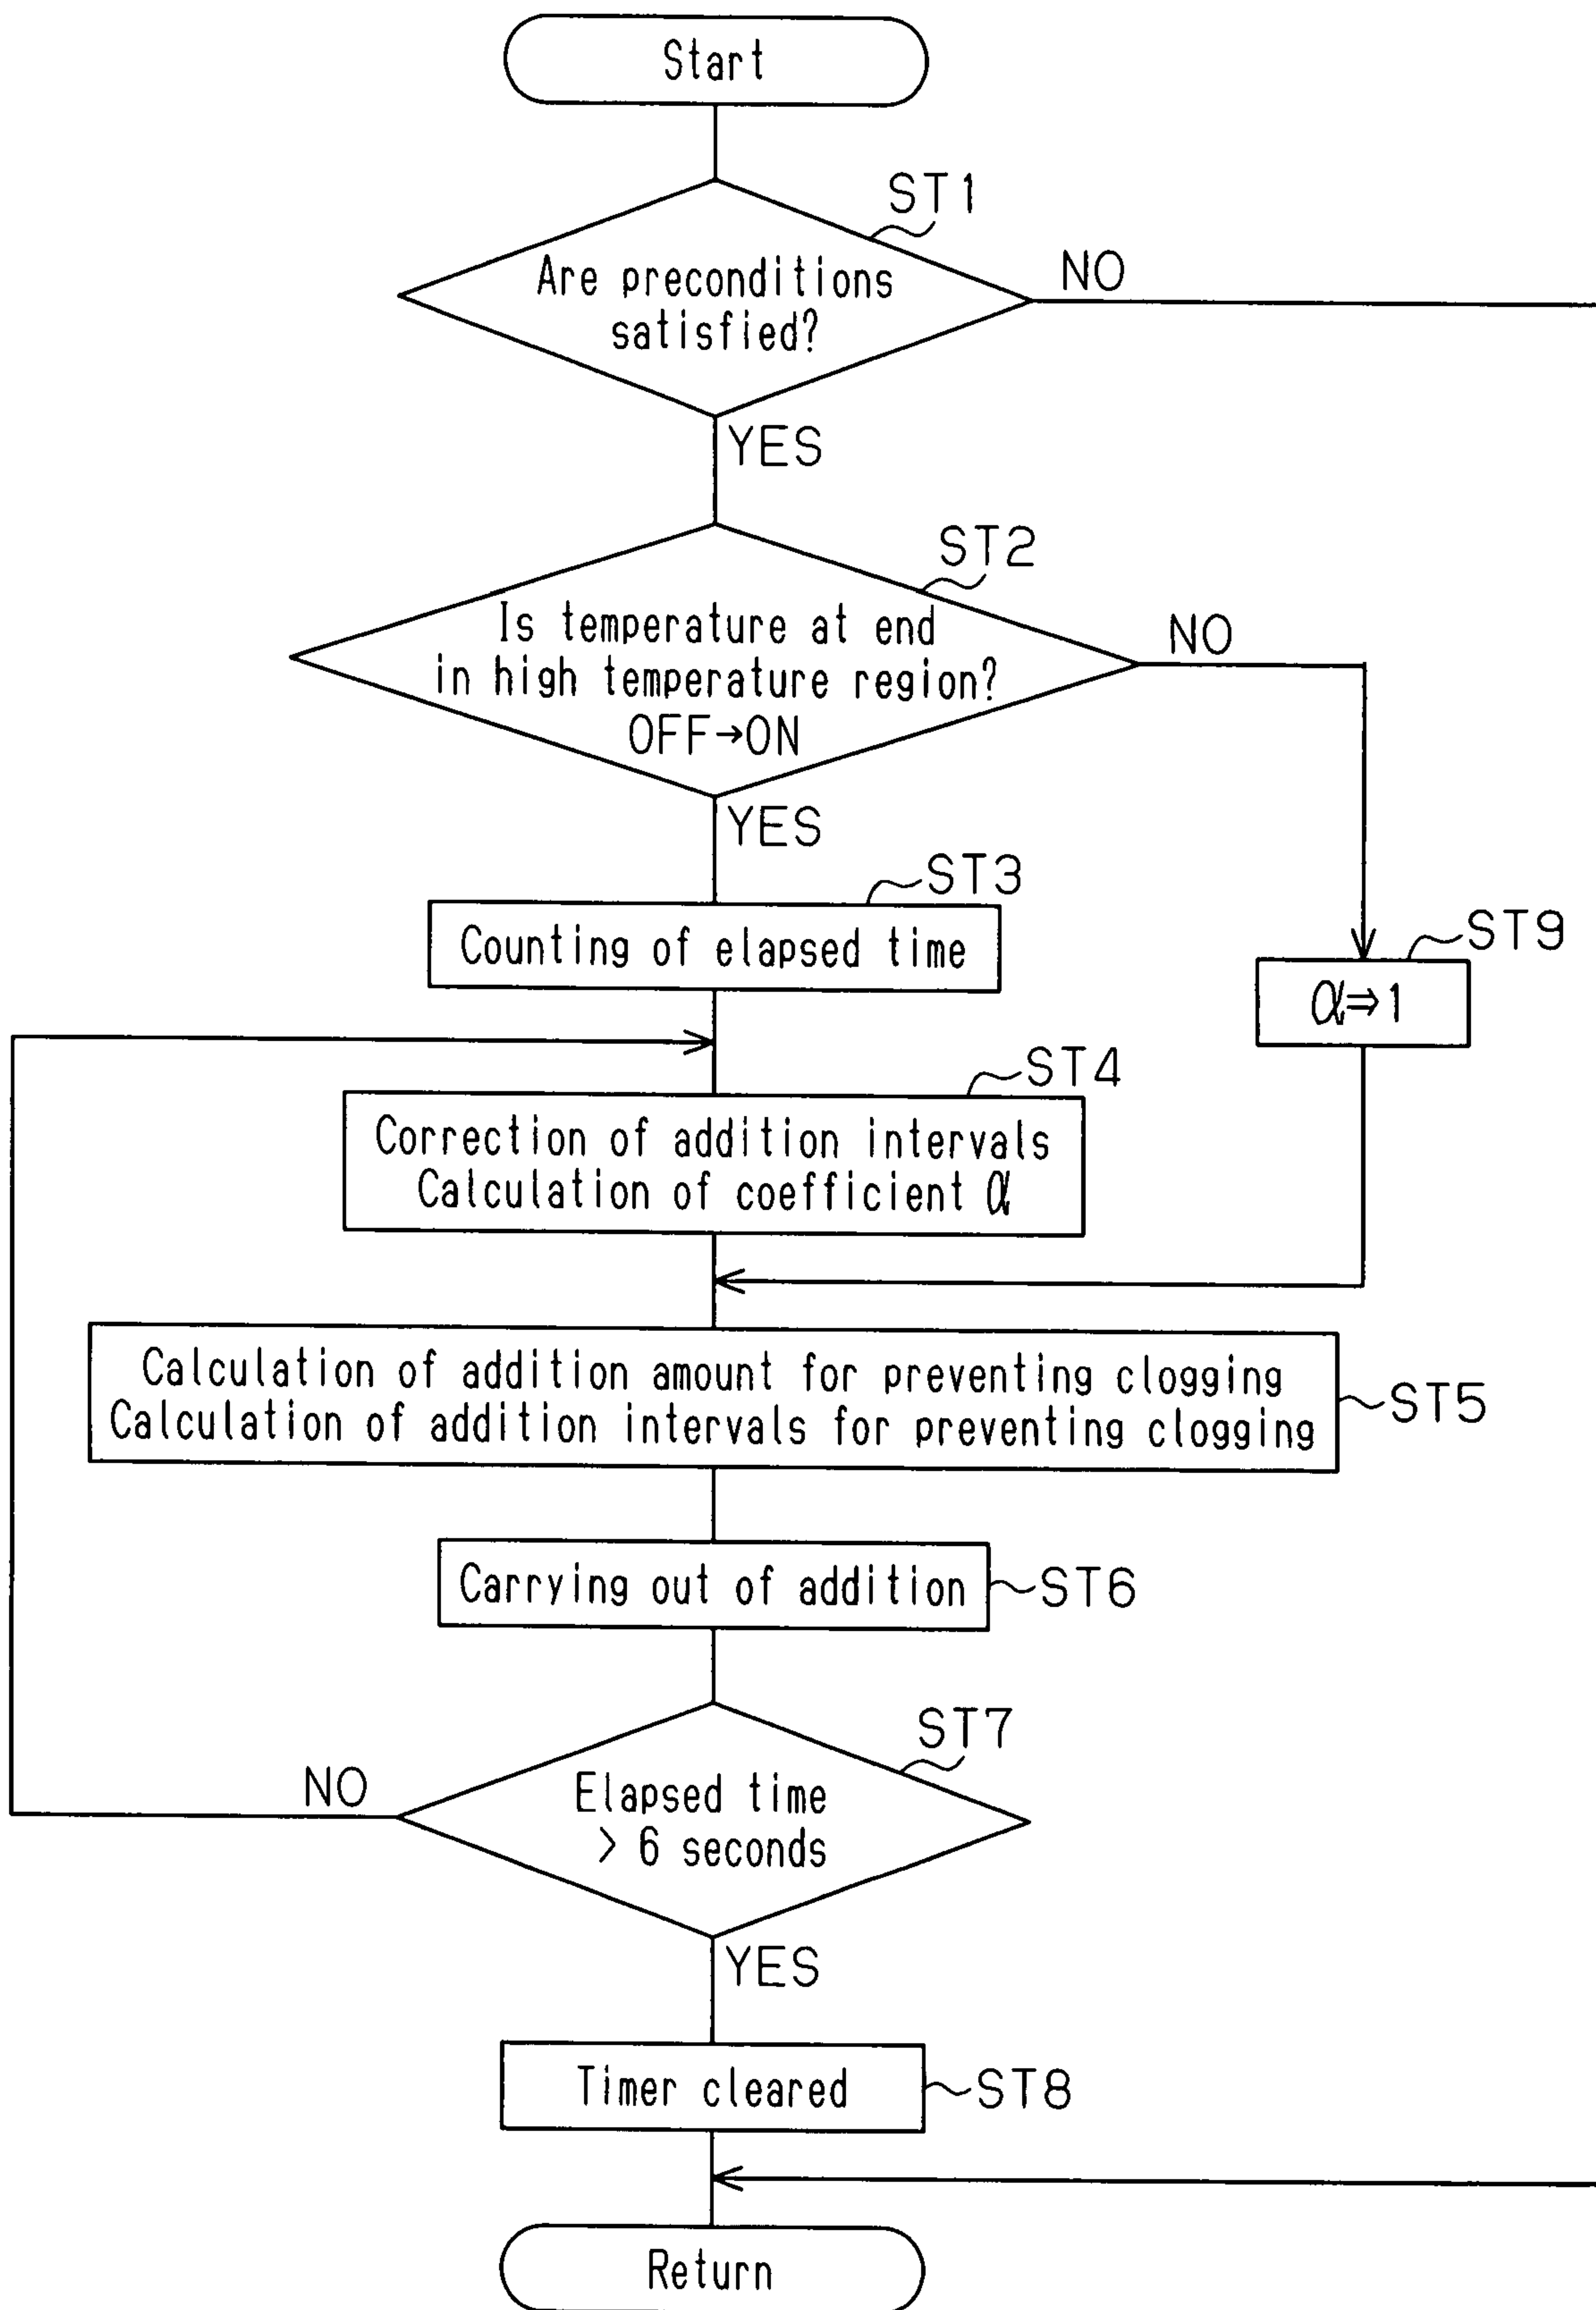 Start
ST1
Are preconditions
satisfied?
NO
YES
ST2
Is temperature at end
in high temperature region?
OFF→ON
NO
YES
ST3
Counting of elapsed time
ST9
α⇒1
ST4
Correction of addition intervals
Calculation of coefficient α
Calculation of addition amount for preventing clogging
Calculation of addition intervals for preventing clogging
ST5
Carrying out of addition
ST6
ST7
NO
Elapsed time
> 6 seconds
YES
Timer cleared
ST8
Return